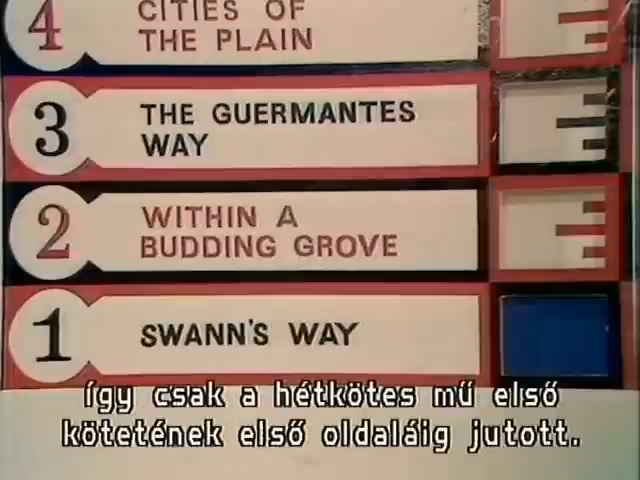 4 CITIES OF
THE PLAIN
3 THE GUERMANTES
WAY
2 WITHIN A
BUDDING GROVE
1 SWANN'S WAY
így csak a hétkötes mű első
kötetének első oldaláig jutott.